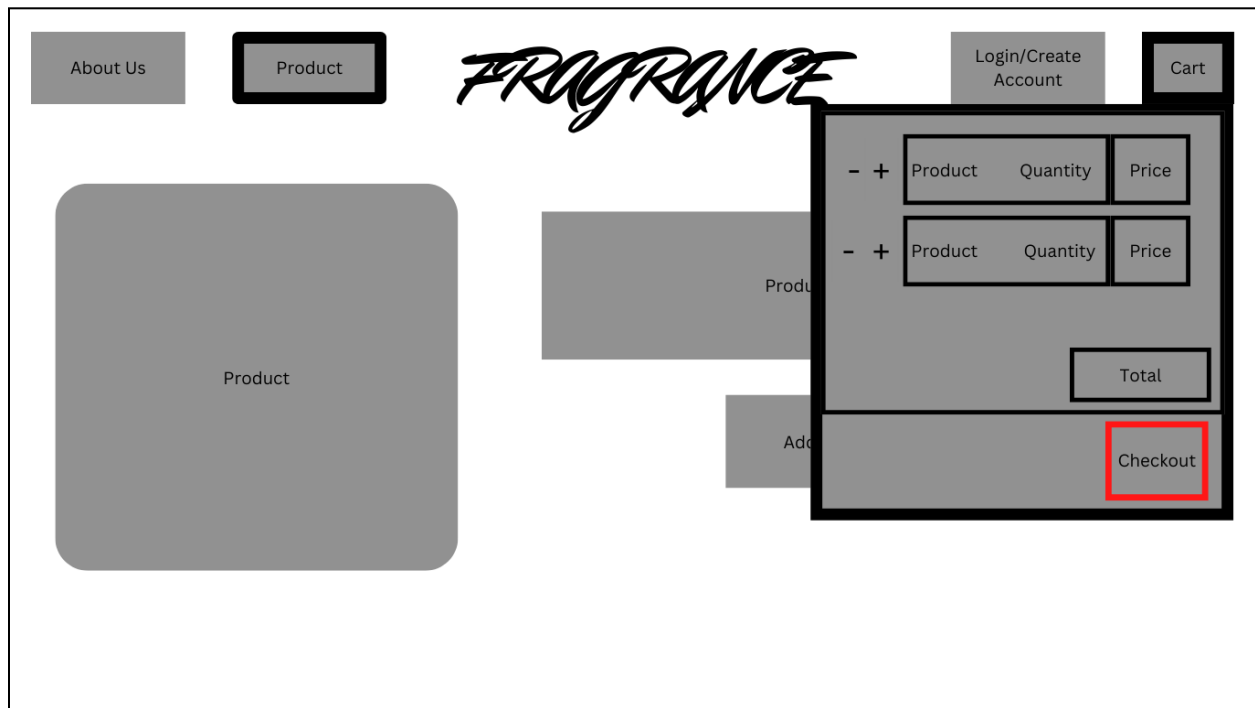 About Us
Product
FRAGRANCE
Login/Create
Account
Cart
- + Product Quantity Price
- + Product Quantity Price
Produ
Product
Total
Add
Checkout